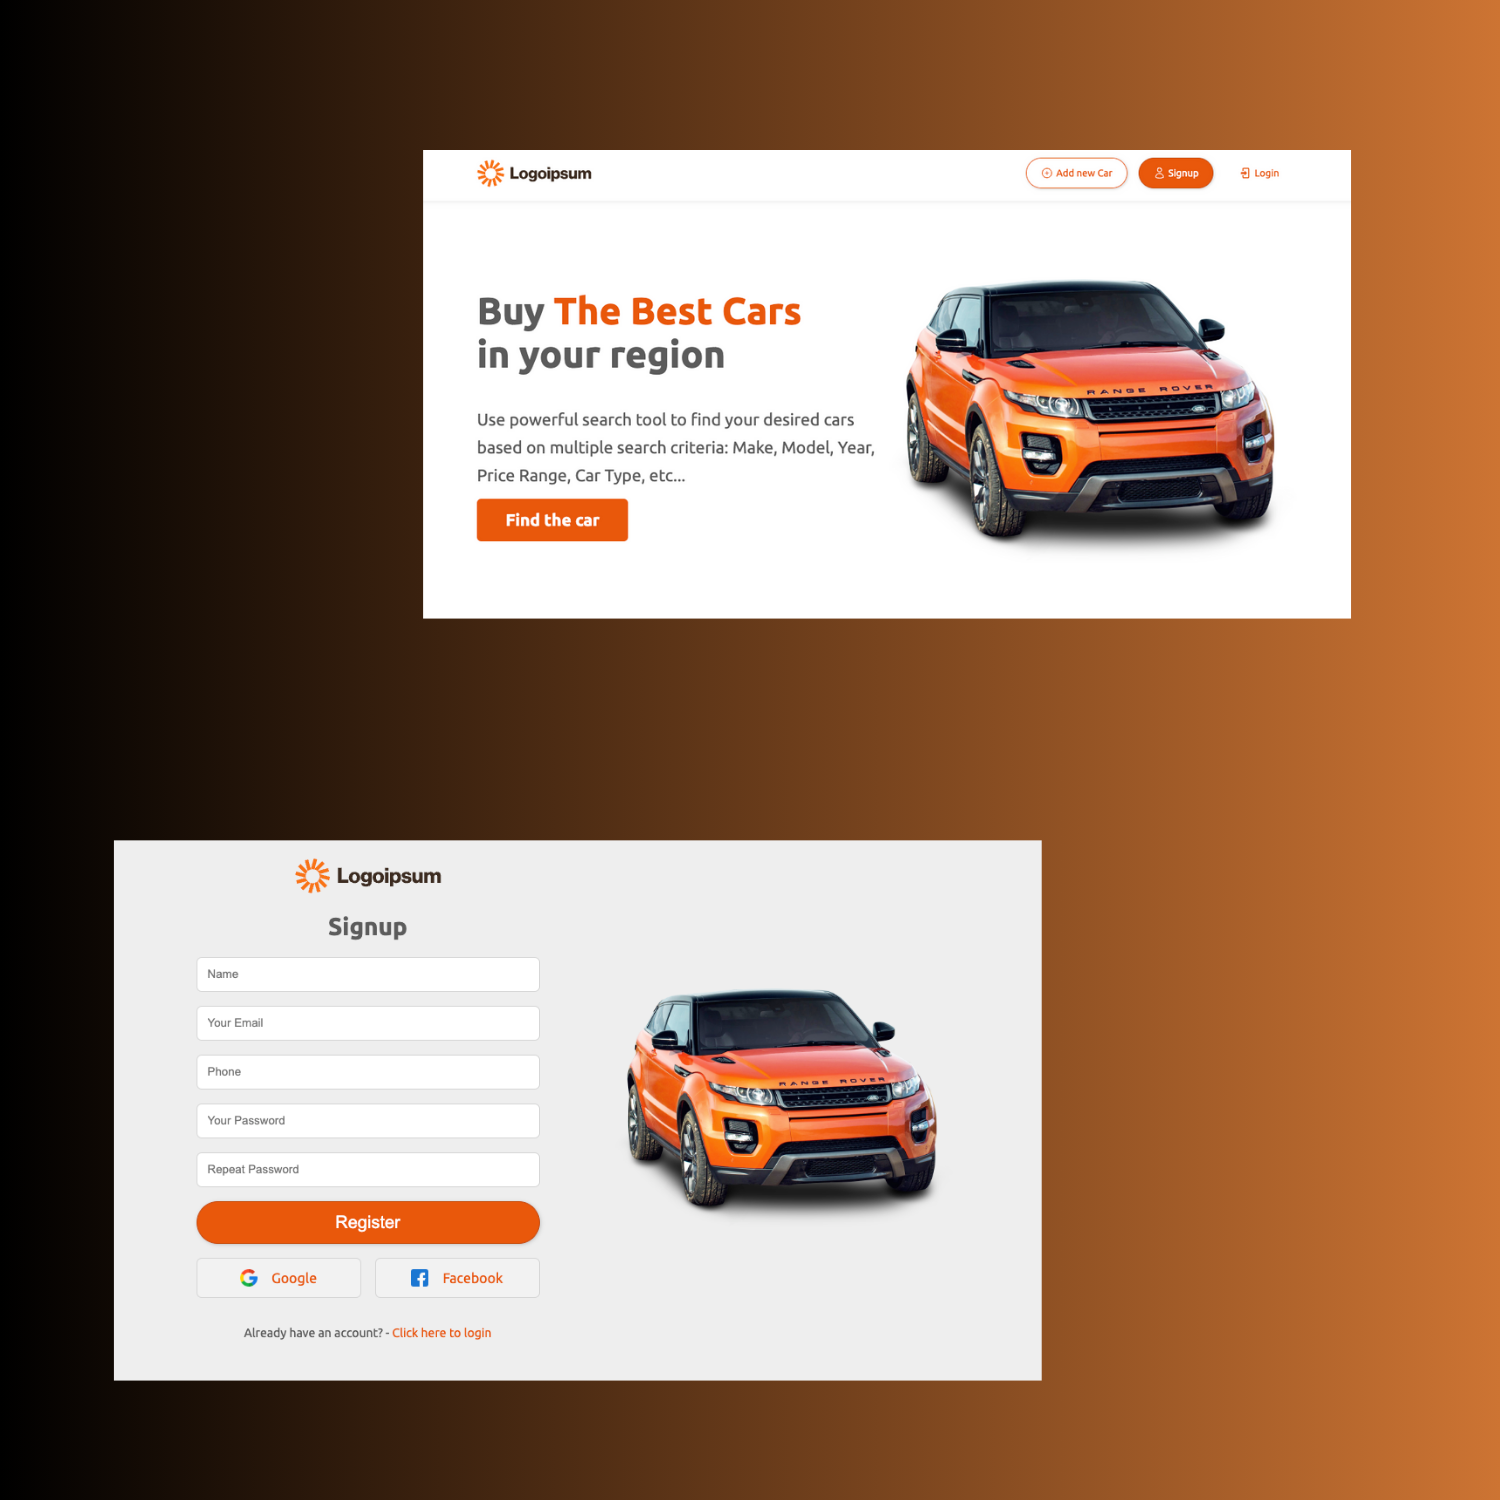 Logoipsum
Add new Car
Signup
Login
Buy The Best Cars
in your region
Use powerful search tool to find your desired cars
based on multiple search criteria: Make, Model, Year,
Price Range, Car Type, etc...
Find the car
RANGE ROVER
Logoipsum
Signup
Name
Your Email
Phone
Your Password
Repeat Password
Register
Google
Facebook
Already have an account? - Click here to login
RANGE ROVER